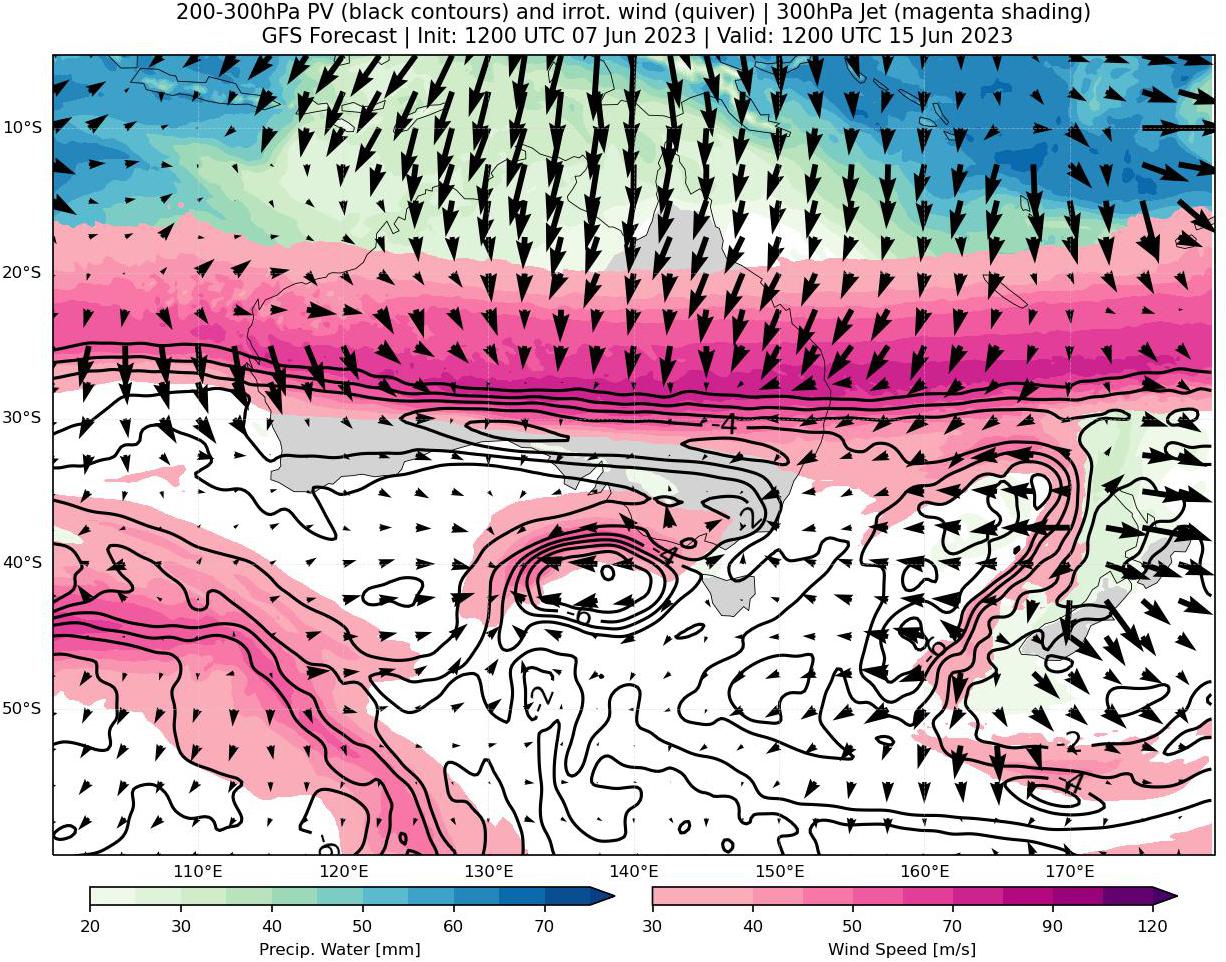 200-300hPa PV (black contours) and irrot. wind (quiver) | 300hPa Jet (magenta shading)
GFS Forecast | Init: 1200 UTC 07 Jun 2023 | Valid: 1200 UTC 15 Jun 2023
10°S
20°S
30°S
-4
-2
-4
40°S
-6
-6
-2
50°S
-2
-4
110°E 120°E 130°E 140°E 150°E 160°E 170°E
20 30 40 50 60 70
Precip. Water [mm]
30 40 50 70 90 120
Wind Speed [m/s]